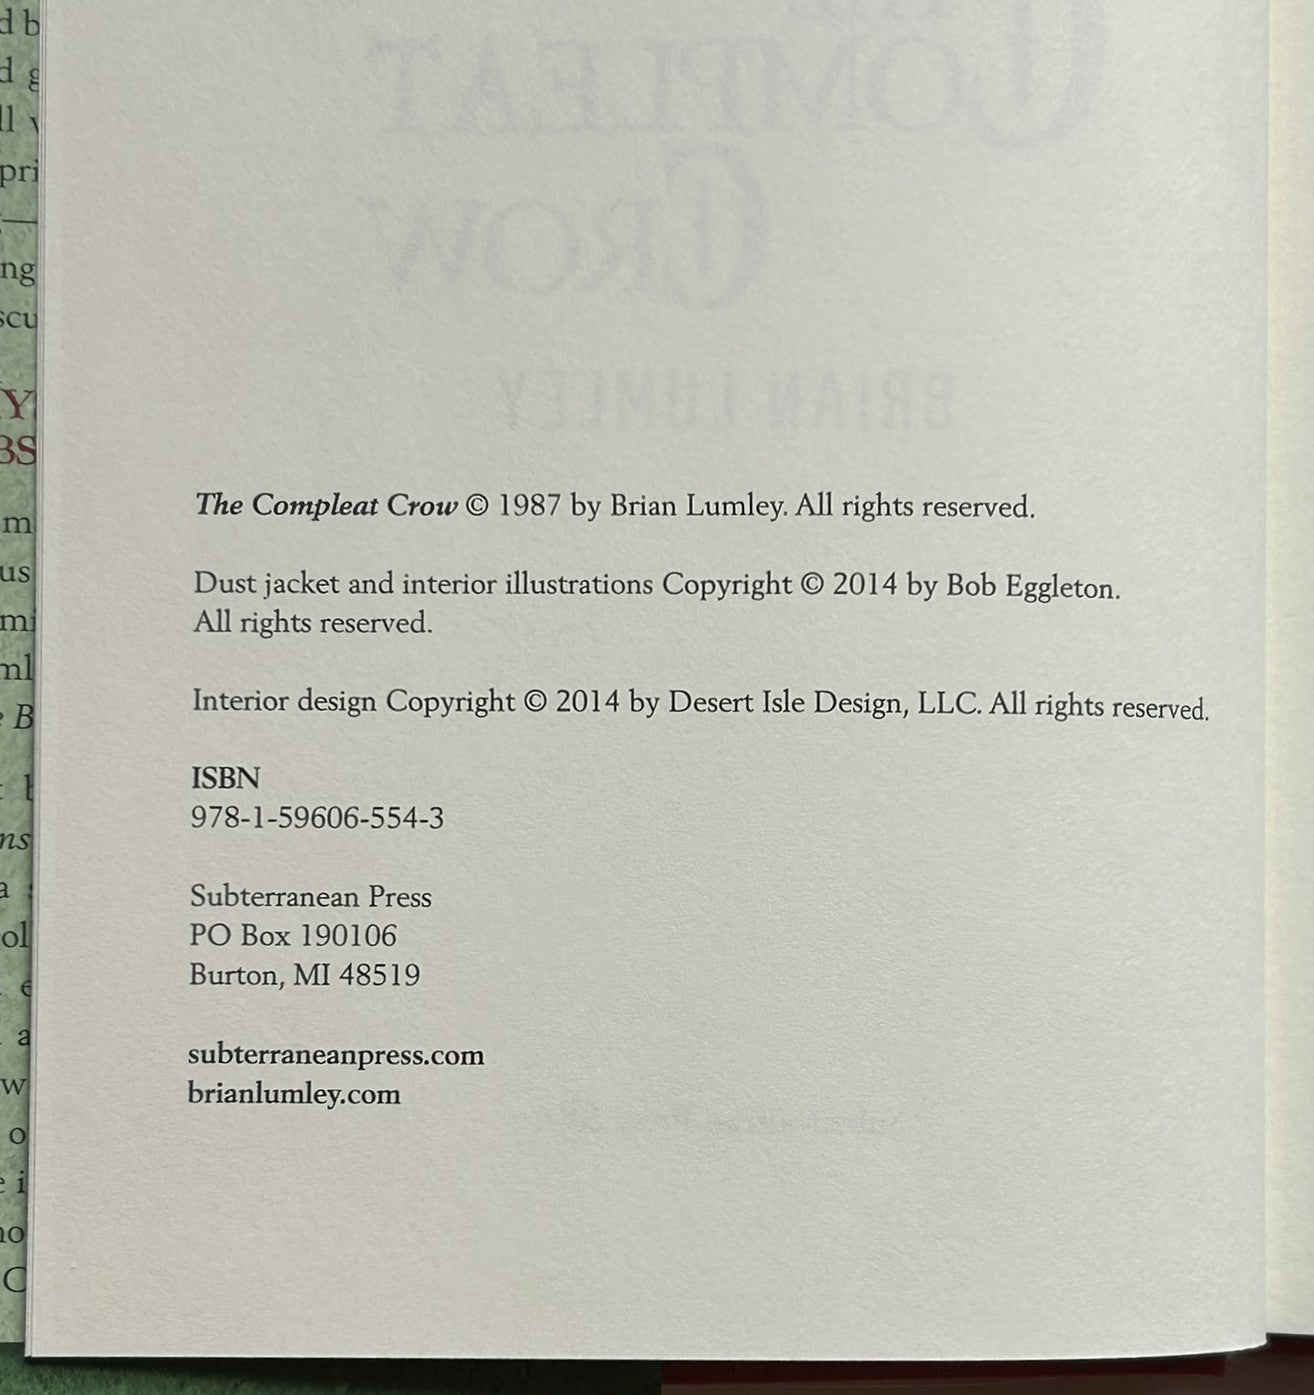 The Compleat Crow © 1987 by Brian Lumley. All rights reserved.
Dust jacket and interior illustrations Copyright © 2014 by Bob Eggleton.
All rights reserved.
Interior design Copyright © 2014 by Desert Isle Design, LLC. All rights reserved.
ISBN
978-1-59606-554-3
Subterranean Press
PO Box 190106
Burton, MI 48519
subterraneanpress.com
brianlumley.com